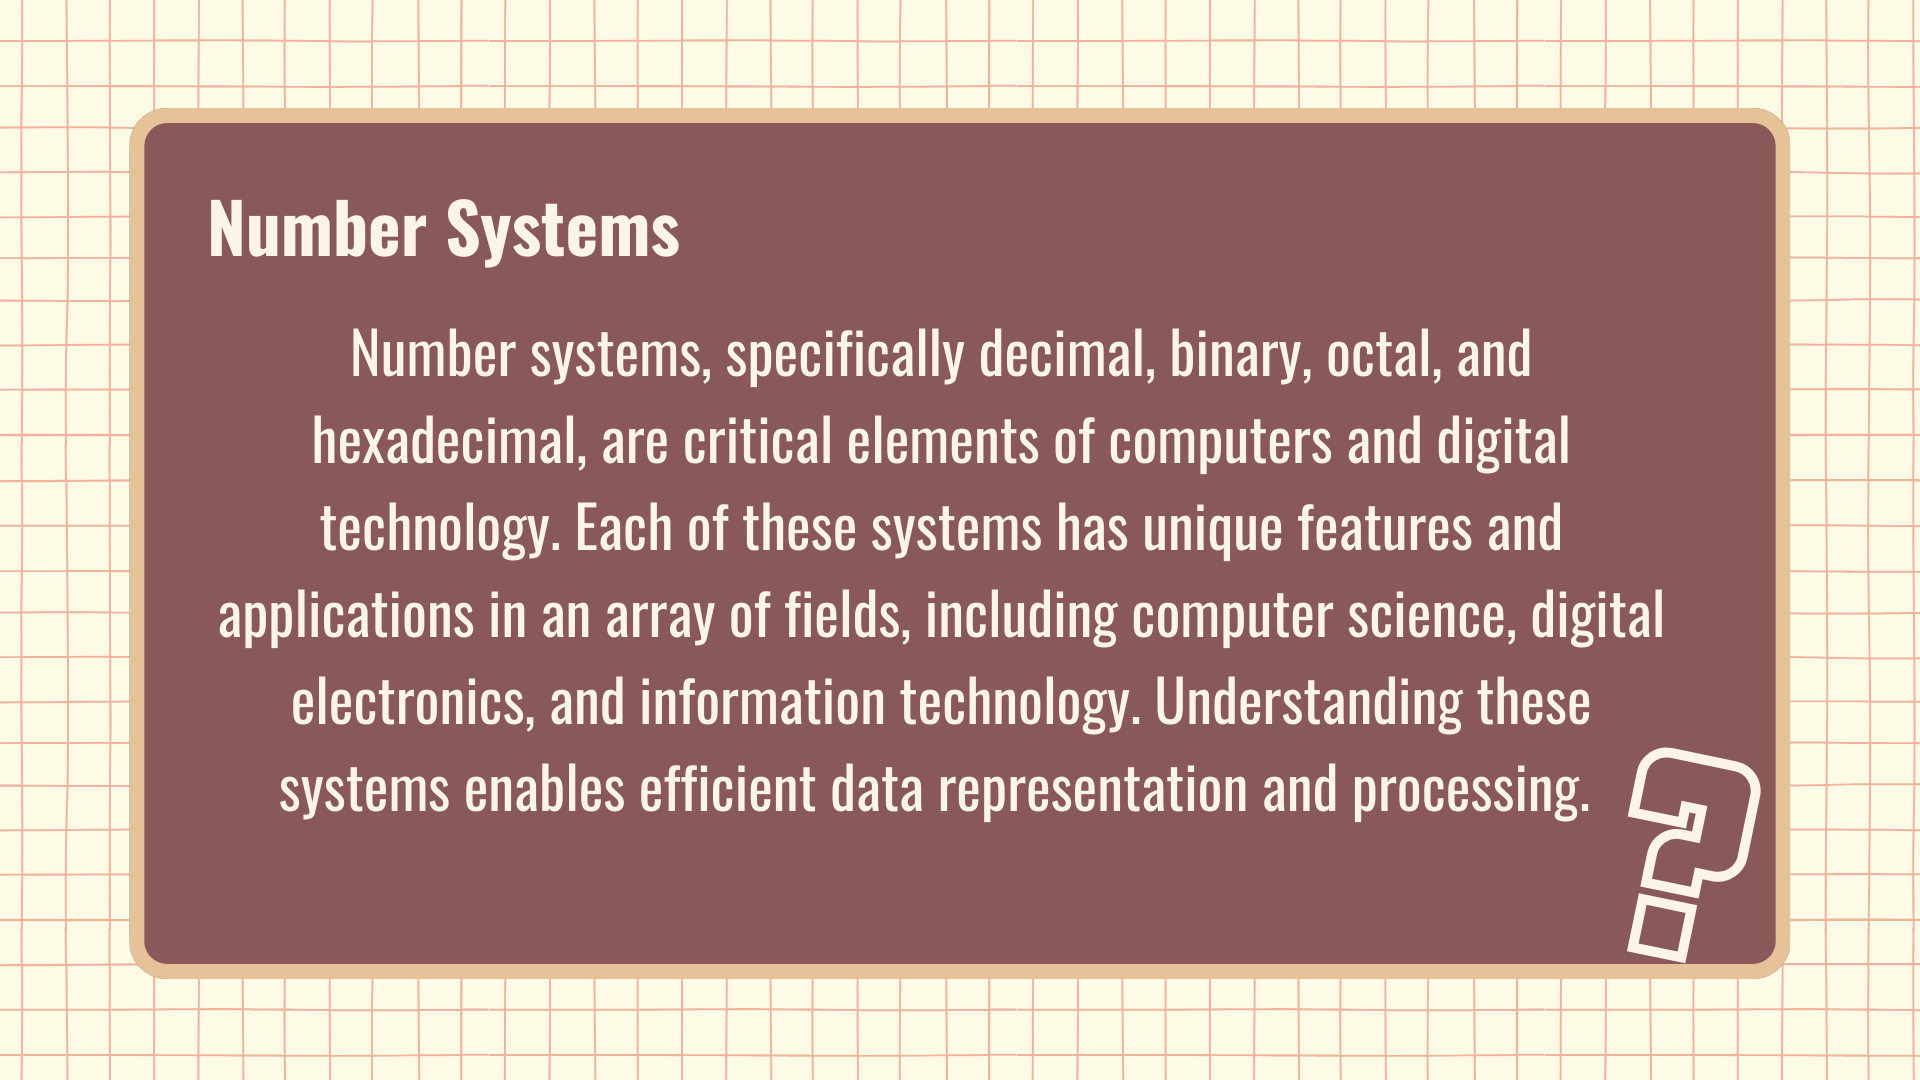 Number Systems
Number systems, specifically decimal, binary, octal, and
hexadecimal, are critical elements of computers and digital
technology. Each of these systems has unique features and
applications in an array of fields, including computer science, digital
electronics, and information technology. Understanding these
systems enables efficient data representation and processing.
?